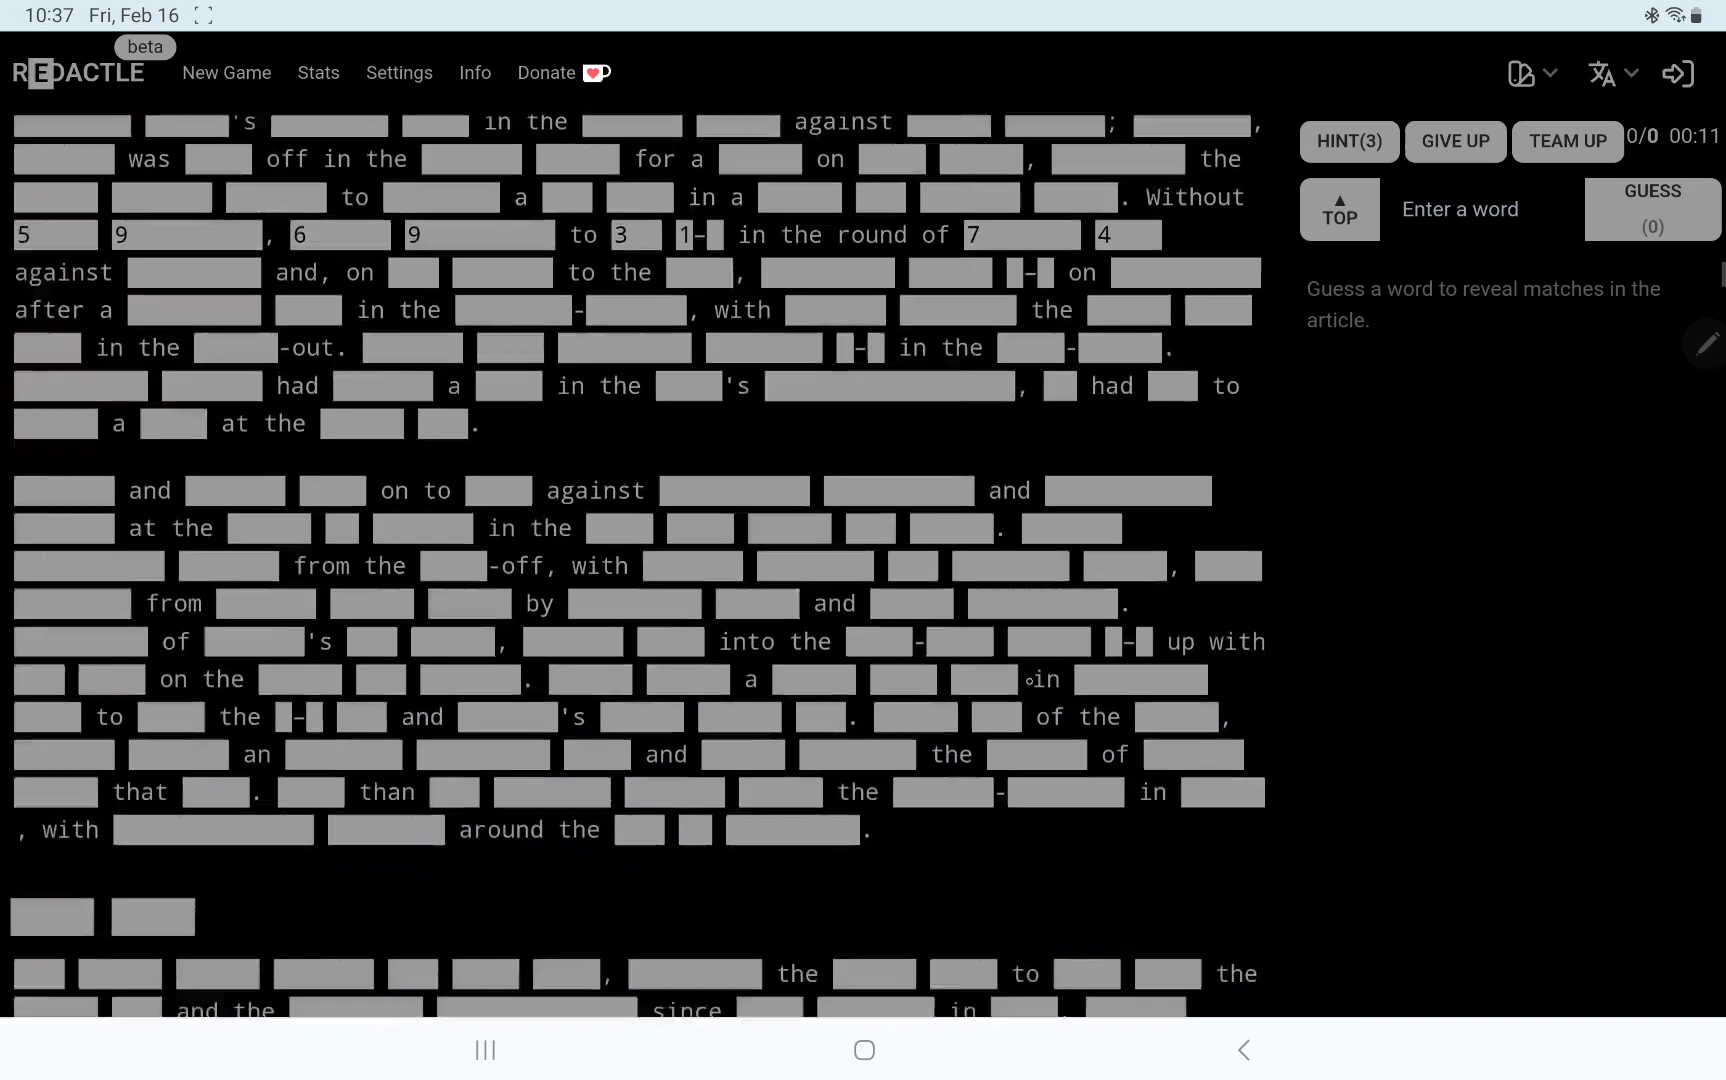 10:37 Fri, Feb 16
beta
REDACTLE New Game Stats Settings Info Donate
's in the against ;  ,
was off in the for a on , the
to a in a . Without
5 9 , 6 9 to 3 1– in the round of 7 4
against and, on to the , – on
after a in the - , with the
in the -out. – in the - .
had a in the 's , had to
a at the .
and on to against and
at the in the .
from the -off, with ,
from by and .
of 's , into the - – up with
on the . a in
to the – and 's . of the ,
an and the of
that . than the - in
, with around the .
, the to the
and the since in .
HINT(3) GIVE UP TEAM UP 0/0 00:11
▲ TOP Enter a word GUESS (0)
Guess a word to reveal matches in the
article.